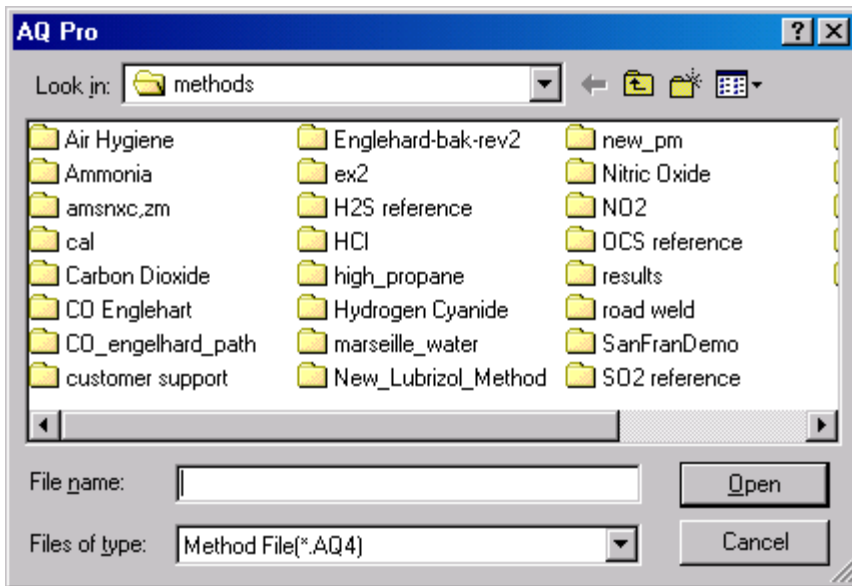 AQ Pro
Look in: methods
Air Hygiene
Ammonia
amsnxc,zm
cal
Carbon Dioxide
CO Englehart
CO_engelhard_path
customer support
Englehard-bak-rev2
ex2
H2S reference
HCl
high_propane
Hydrogen Cyanide
marseille_water
New_Lubrizol_Method
new_pm
Nitric Oxide
NO2
OCS reference
results
road weld
SanFranDemo
SO2 reference
File name:
Open
Files of type: Method File(*.AQ4)
Cancel